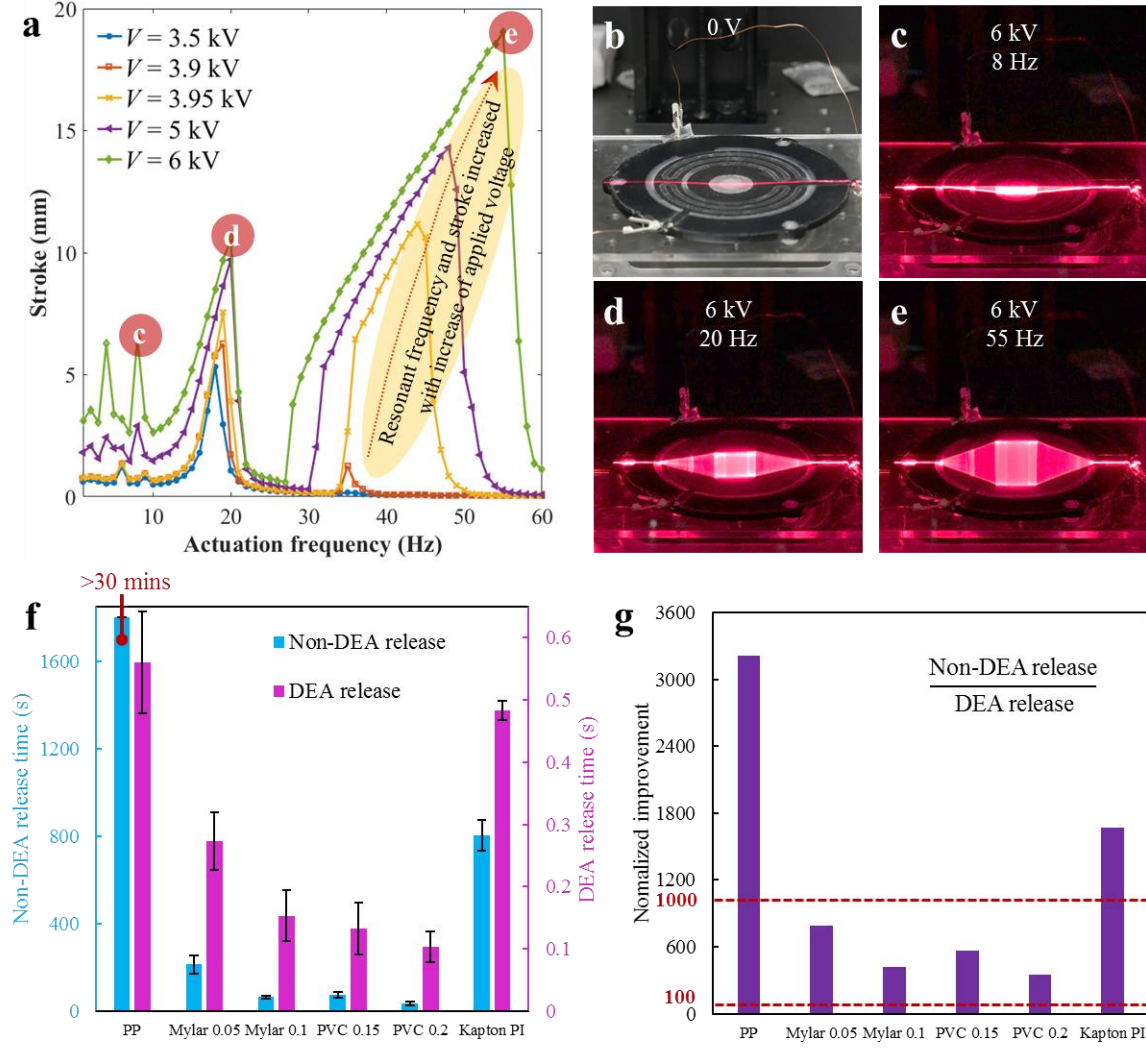 a
V = 3.5 kV
V = 3.9 kV
V = 3.95 kV
V = 5 kV
V = 6 kV
c
d
e
Resonant frequency and stroke increased
with increase of applied voltage
Stroke (mm)
20
15
10
5
0
10
20
30
40
50
60
Actuation frequency (Hz)
b
0 V
c
6 kV
8 Hz
d
6 kV
20 Hz
e
6 kV
55 Hz
f
>30 mins
Non-DEA release
DEA release
Non-DEA release time (s)
1600
1200
800
400
0
DEA release time (s)
0.6
0.5
0.4
0.3
0.2
0.1
0
PP
Mylar 0.05
Mylar 0.1
PVC 0.15
PVC 0.2
Kapton PI
g
Non-DEA release
DEA release
Nomalized improvement
3600
3000
2400
1800
1200
1000
600
100
0
PP
Mylar 0.05
Mylar 0.1
PVC 0.15
PVC 0.2
Kapton PI